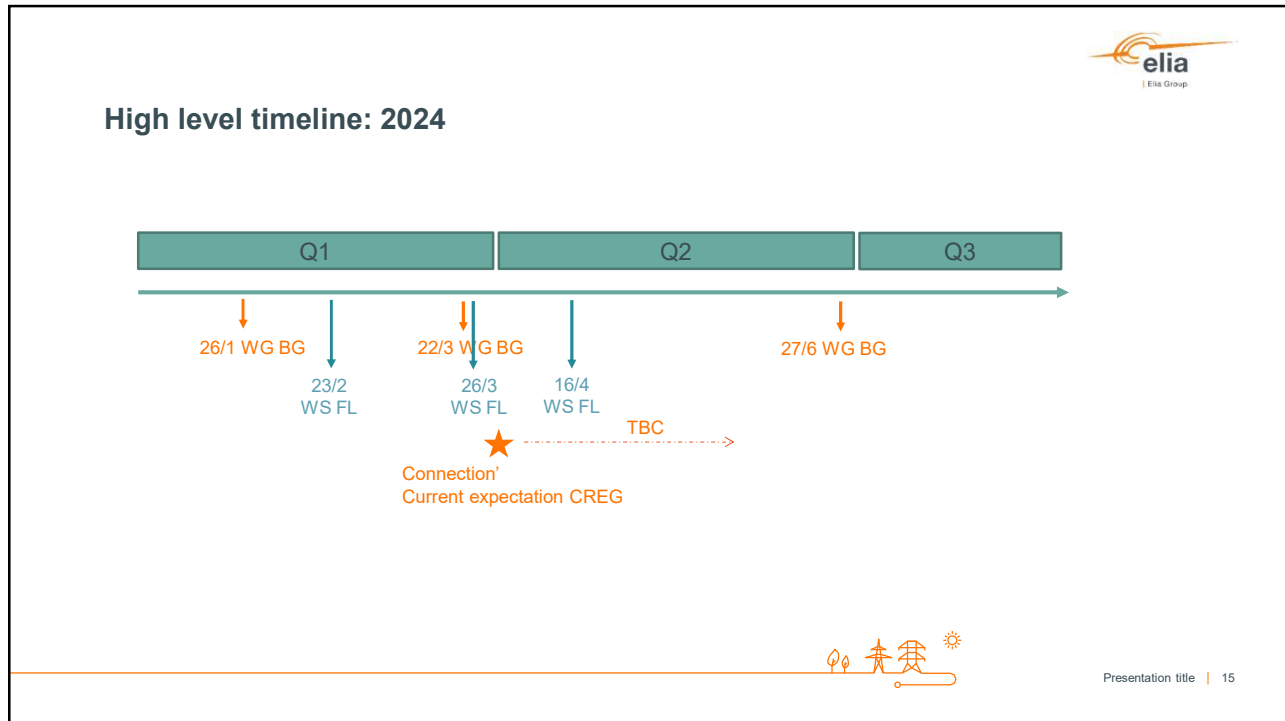 elia
| Elia Group
High level timeline: 2024
Q1
Q2
Q3
26/1 WG BG
22/3 WG BG
27/6 WG BG
23/2
WS FL
26/3
WS FL
16/4
WS FL
TBC
Connection’
Current expectation CREG
Presentation title | 15